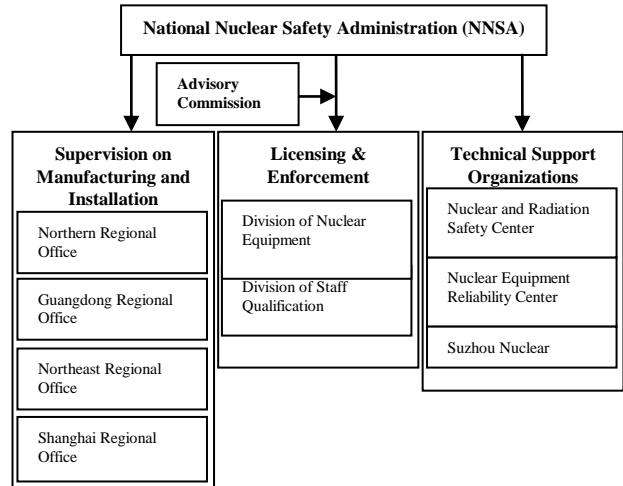 National Nuclear Safety Administration (NNSA)
Advisory
Commission
Supervision on
Manufacturing and
Installation
Northern Regional
Office
Guangdong Regional
Office
Northeast Regional
Office
Shanghai Regional
Office
Licensing &
Enforcement
Division of Nuclear
Equipment
Division of Staff
Qualification
Technical Support
Organizations
Nuclear and Radiation
Safety Center
Nuclear Equipment
Reliability Center
Suzhou Nuclear